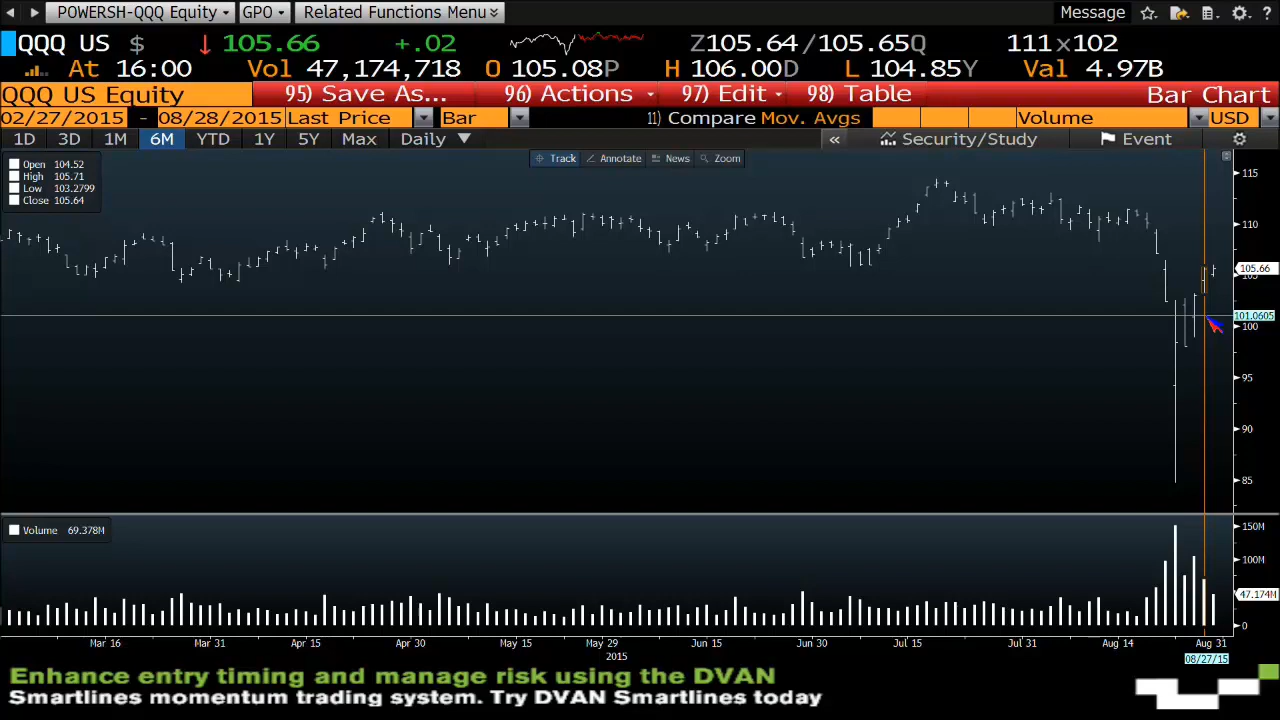 POWERSH-QQQ Equity GPO Related Functions Menu Message ?
QQQ US $ 105.66 +.02 Z105.64/105.65Q 111x102
At 16:00 Vol 47,174,718 O 105.08P H 106.00D L 104.85Y Val 4.97B
QQQ US Equity 95) Save As... 96) Actions 97) Edit 98) Table Bar Chart
02/27/2015 - 08/28/2015 Last Price Bar 11) Compare Mov. Avgs Volume USD
1D 3D 1M 6M YTD 1Y 5Y Max Daily « Security/Study Event
Track Annotate News Zoom
Open 104.52
High 105.71
Low 103.2799
Close 105.64
115
110
105.66
105
101.0605
100
95
90
85
Volume 69.378M
150M
100M
47.174M
0
Mar 16 Mar 31 Apr 15 Apr 30 May 15 May 29 Jun 15 Jun 30 Jul 15 Jul 31 Aug 14 Aug 31
2015
08/27/15
Enhance entry timing and manage risk using the DVAN
Smartlines momentum trading system. Try DVAN Smartlines today